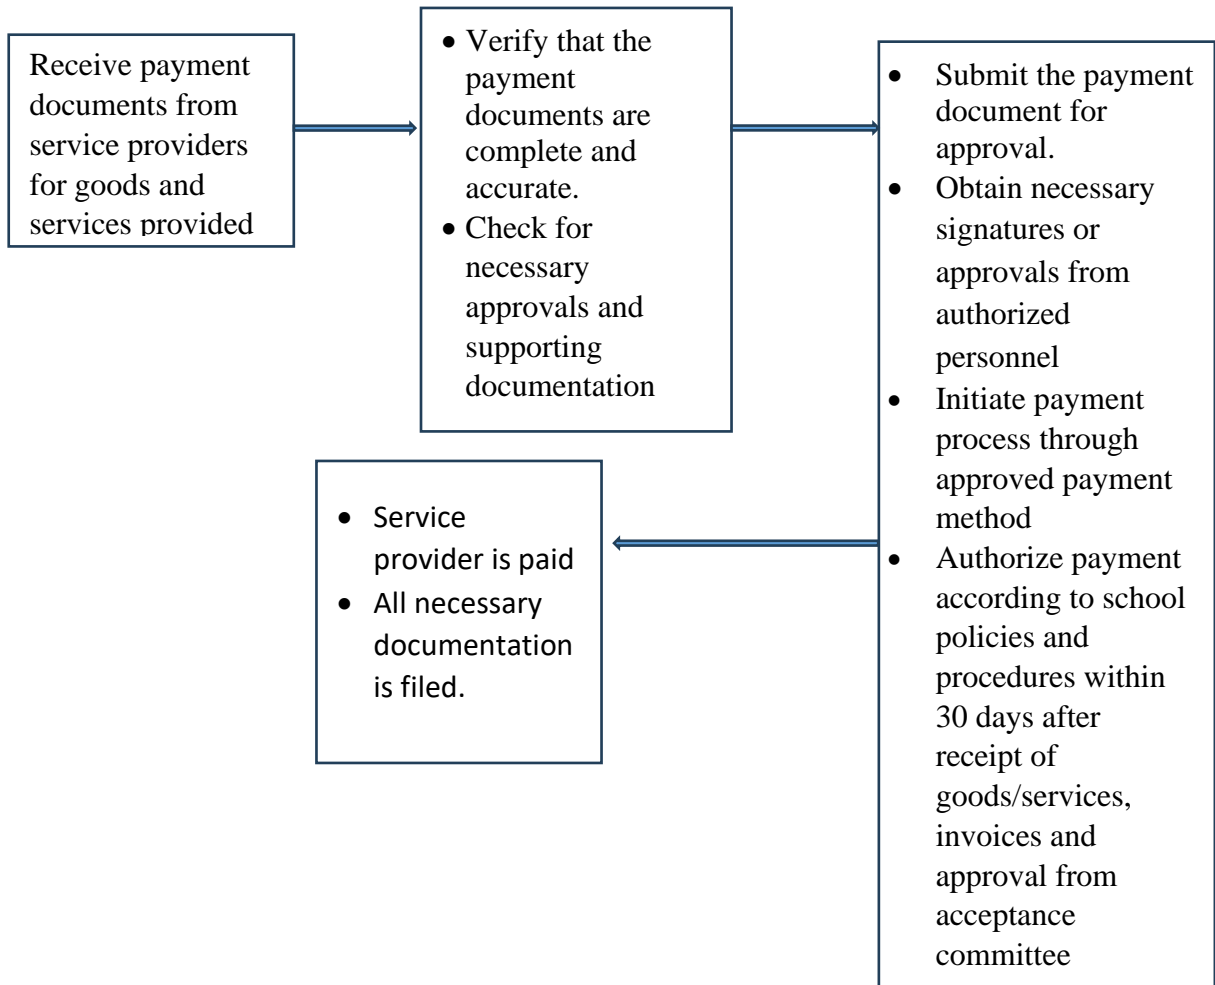 Receive payment
documents from
service providers
for goods and
services provided
• Verify that the
payment
documents are
complete and
accurate.
• Check for
necessary
approvals and
supporting
documentation
• Submit the payment
document for
approval.
• Obtain necessary
signatures or
approvals from
authorized
personnel
• Initiate payment
process through
approved payment
method
• Authorize payment
according to school
policies and
procedures within
30 days after
receipt of
goods/services,
invoices and
approval from
acceptance
committee
• Service
provider is paid
• All necessary
documentation
is filed.